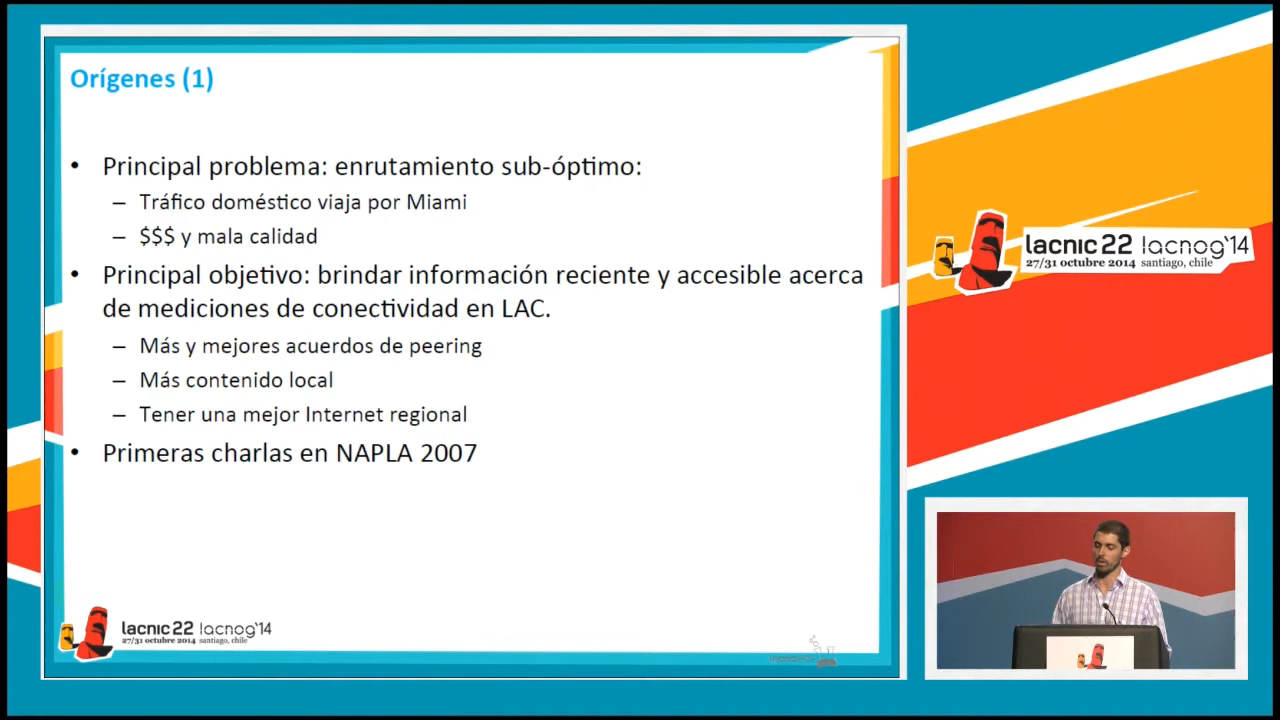 Orígenes (1)
• Principal problema: enrutamiento sub-óptimo:
– Tráfico doméstico viaja por Miami
– $$$ y mala calidad
• Principal objetivo: brindar información reciente y accesible acerca
de mediciones de conectividad en LAC.
– Más y mejores acuerdos de peering
– Más contenido local
– Tener una mejor Internet regional
• Primeras charlas en NAPLA 2007
lacnic 22 lacnog'14
27/31 octubre 2014 santiago, chile
lacnic 22 lacnog'14
27/31 octubre 2014 santiago, chile